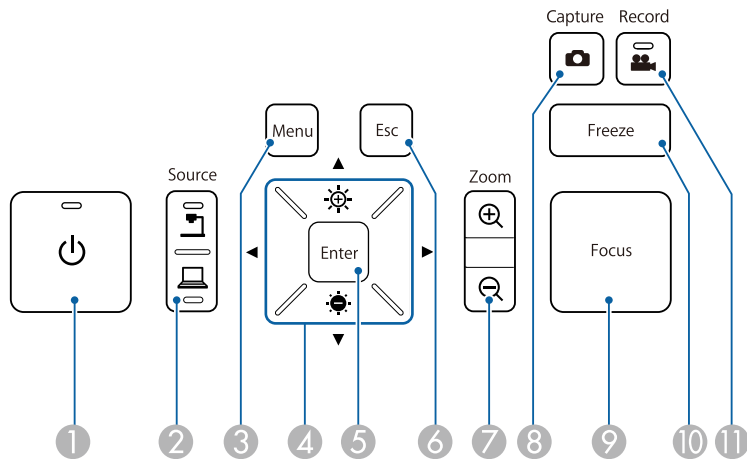 Capture Record
Menu Esc Freeze
Source Zoom
Enter Focus
1 2 3 4 5 6 7 8 9 10 11